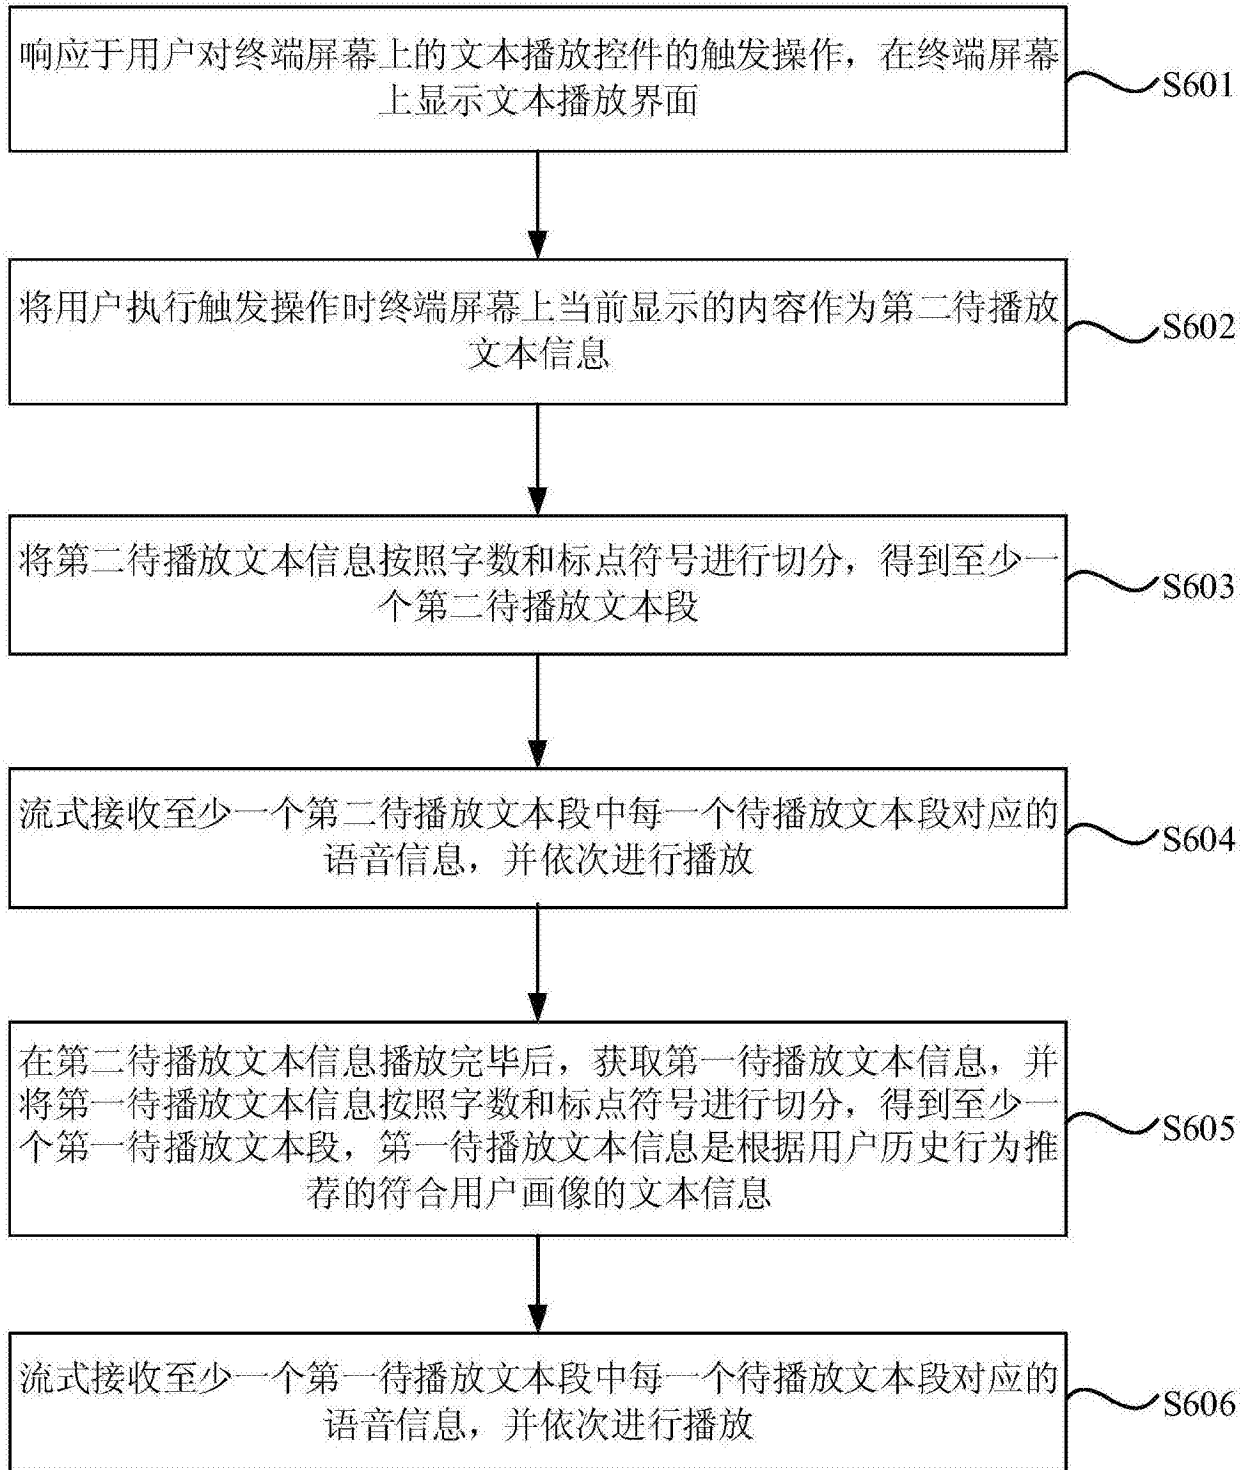 响应于用户对终端屏幕上的文本播放控件的触发操作，在终端屏幕
上显示文本播放界面
S601
将用户执行触发操作时终端屏幕上当前显示的内容作为第二待播放
文本信息
S602
将第二待播放文本信息按照字数和标点符号进行切分，得到至少一
个第二待播放文本段
S603
流式接收至少一个第二待播放文本段中每一个待播放文本段对应的
语音信息，并依次进行播放
S604
在第二待播放文本信息播放完毕后，获取第一待播放文本信息，并
将第一待播放文本信息按照字数和标点符号进行切分，得到至少一
个第一待播放文本段，第一待播放文本信息是根据用户历史行为推
荐的符合用户画像的文本信息
S605
流式接收至少一个第一待播放文本段中每一个待播放文本段对应的
语音信息，并依次进行播放
S606